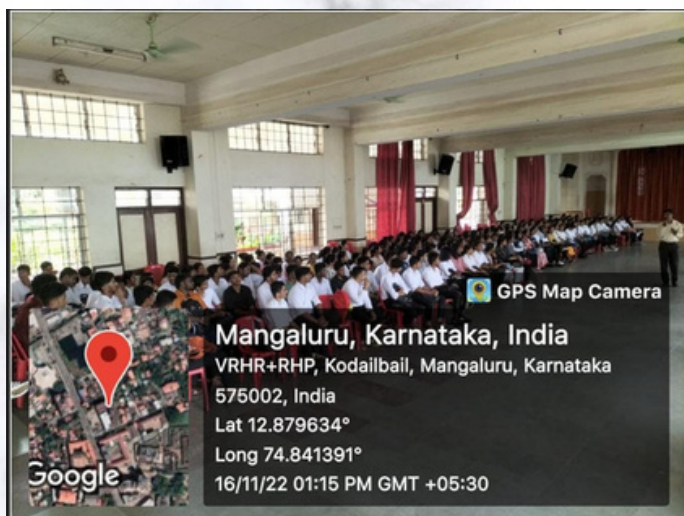 GPS Map Camera
Mangaluru, Karnataka, India
VRHR+RHP, Kodailbail, Mangaluru, Karnataka
575002, India
Lat 12.879634°
Long 74.841391°
16/11/22 01:15 PM GMT +05:30
Google